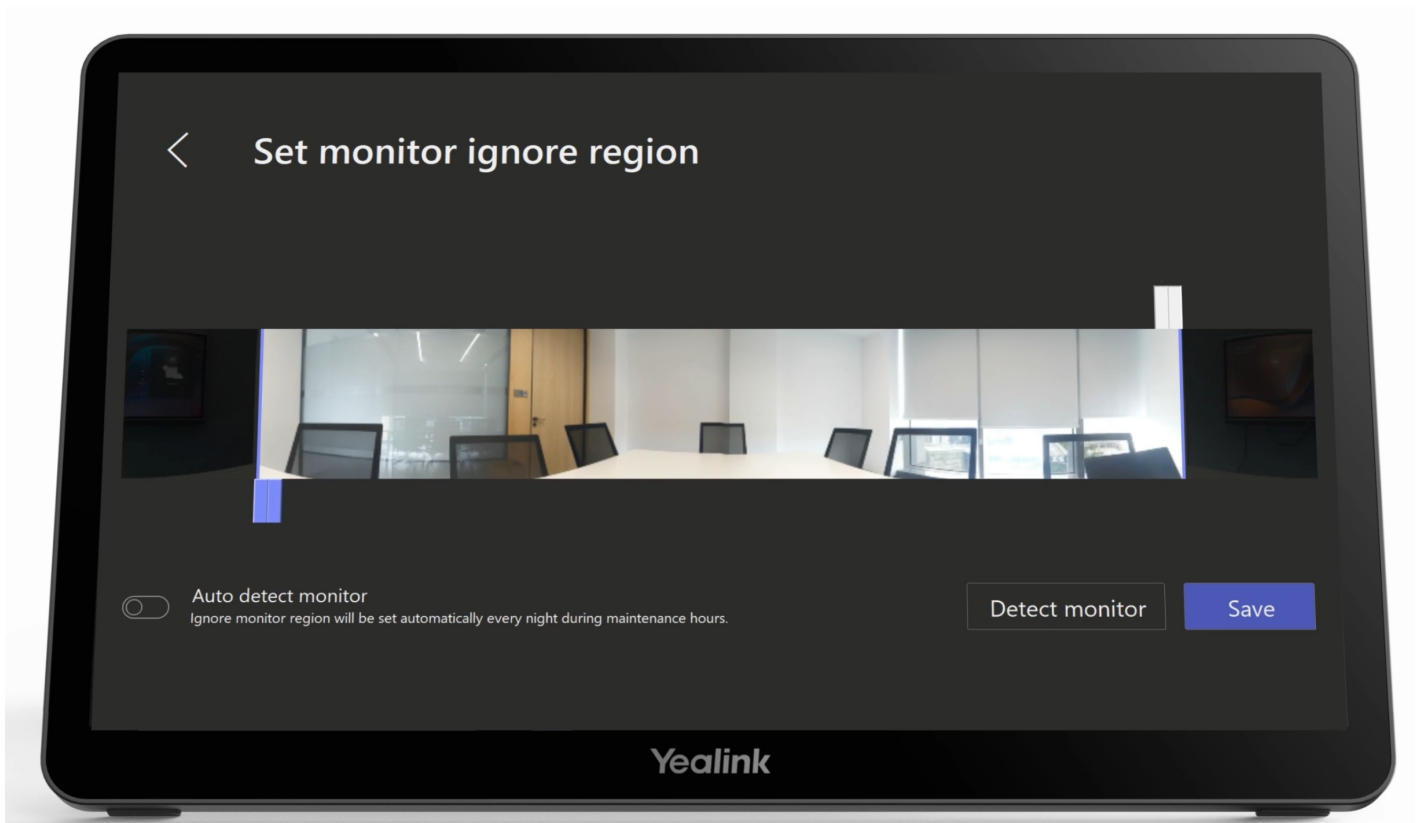 Set monitor ignore region
Auto detect monitor
Ignore monitor region will be set automatically every night during maintenance hours.
Detect monitor
Save
Yealink